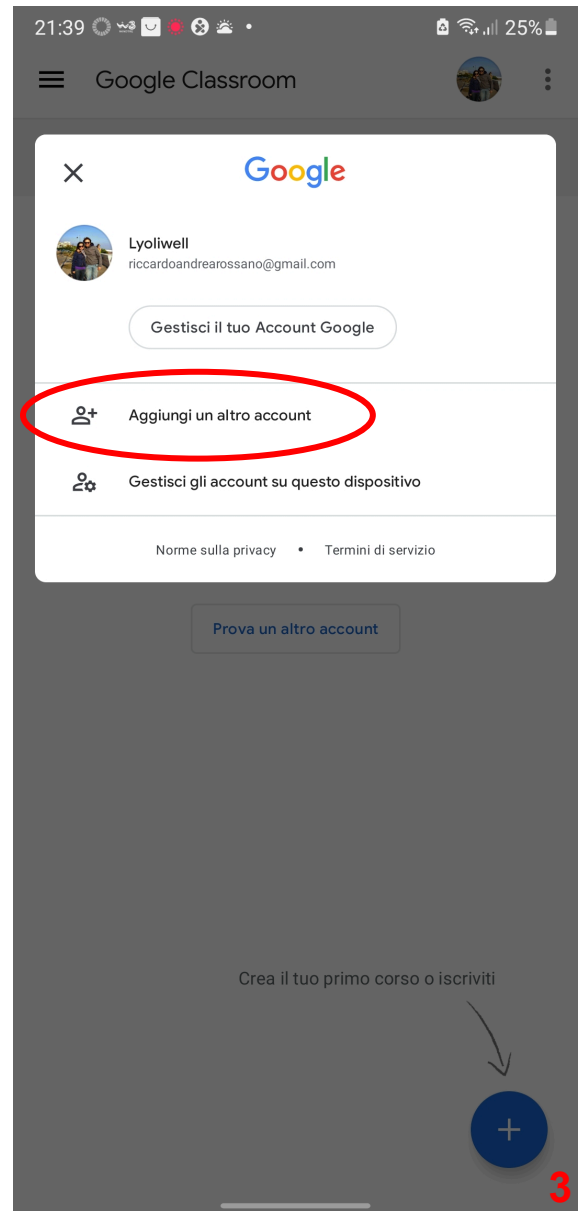 21:39
25%
Google Classroom
Google
Lyoliwell
riccardoandrearossano@gmail.com
Gestisci il tuo Account Google
Aggiungi un altro account
Gestisci gli account su questo dispositivo
Norme sulla privacy • Termini di servizio
Prova un altro account
Crea il tuo primo corso o iscriviti
3